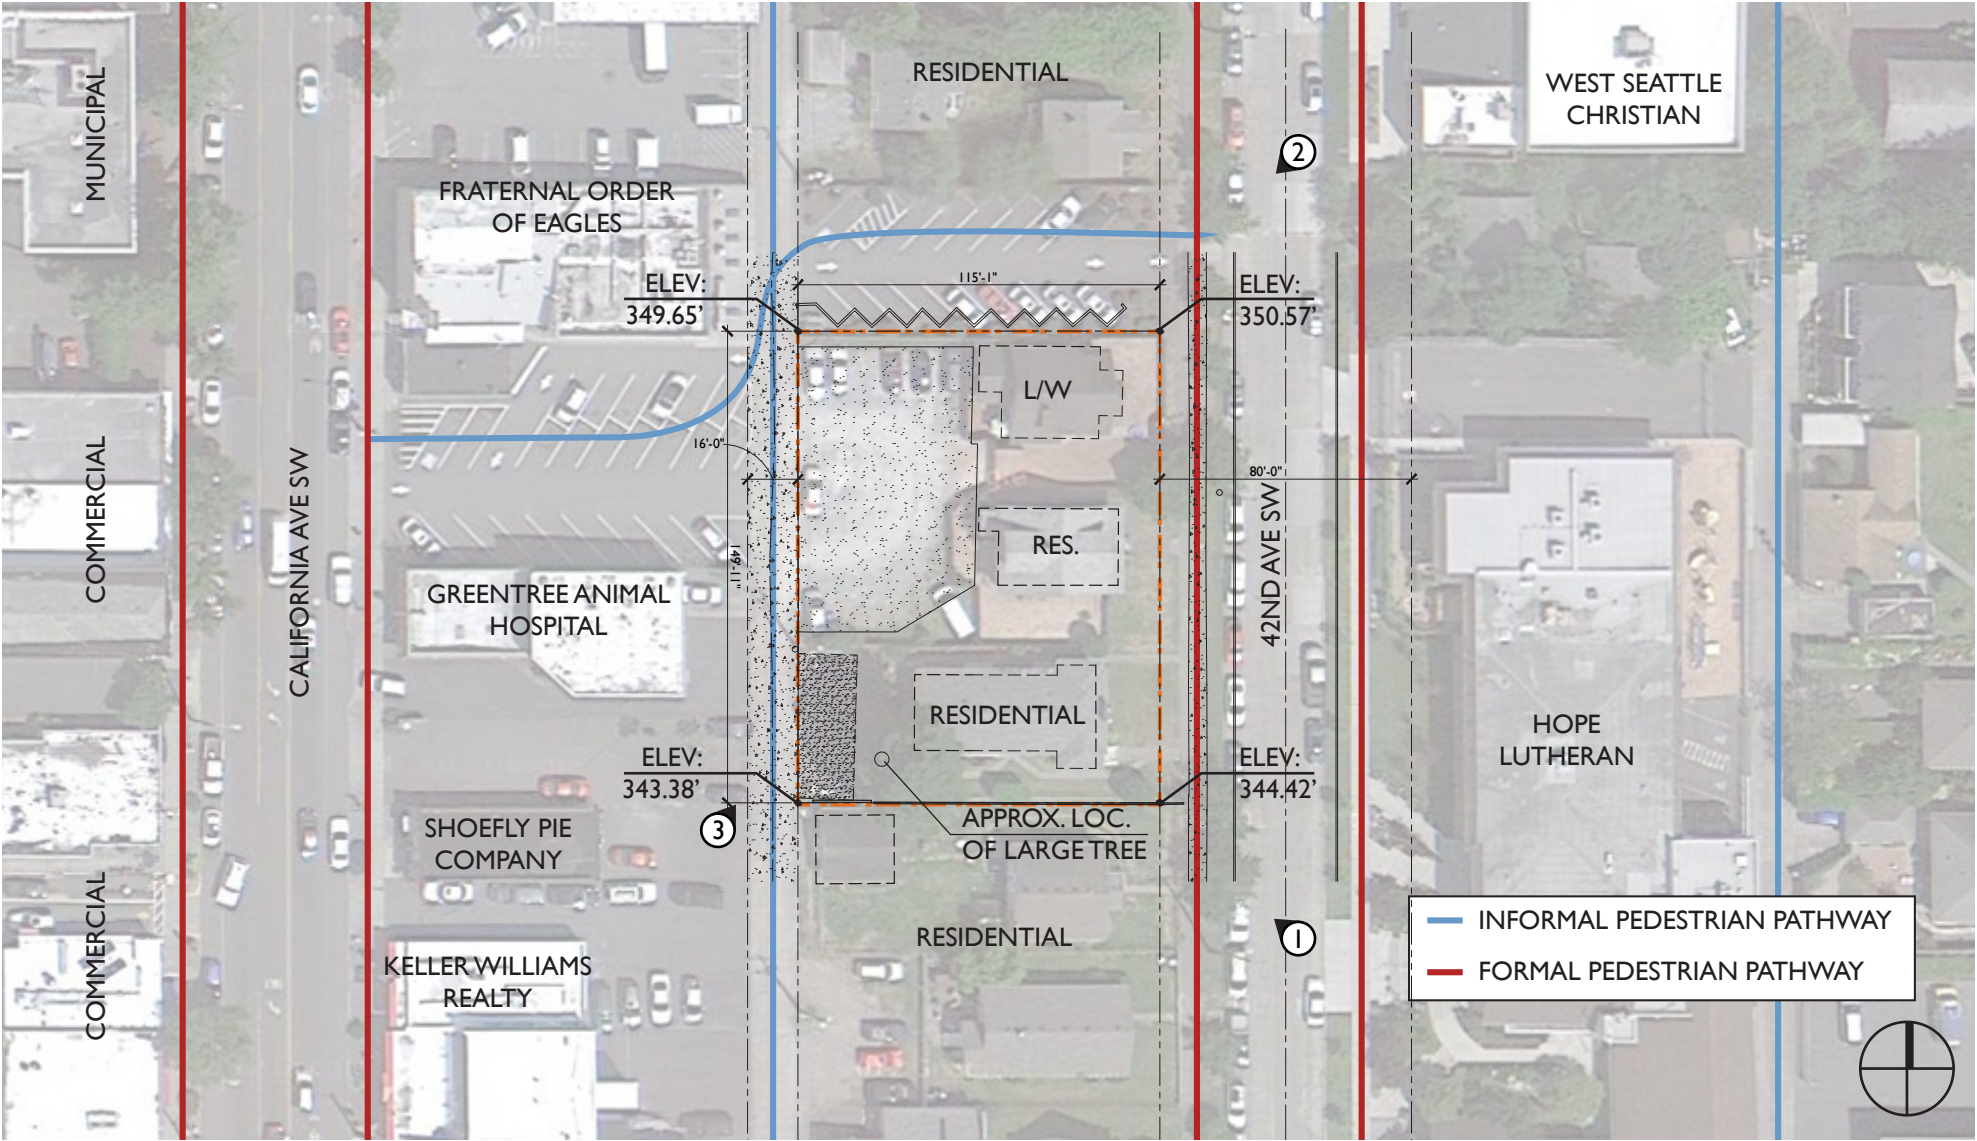 MUNICIPAL
COMMERCIAL
COMMERCIAL
CALIFORNIA AVE SW
RESIDENTIAL
WEST SEATTLE
CHRISTIAN
2
FRATERNAL ORDER
OF EAGLES
ELEV:
349.65'
115'-1"
ELEV:
350.57'
L/W
16'-0"
80'-0"
149'-11"
RES.
42ND AVE SW
GREENTREE ANIMAL
HOSPITAL
RESIDENTIAL
HOPE
LUTHERAN
ELEV:
343.38'
ELEV:
344.42'
3
SHOEFLY PIE
COMPANY
APPROX. LOC.
OF LARGE TREE
RESIDENTIAL
1
KELLER WILLIAMS
REALTY
INFORMAL PEDESTRIAN PATHWAY
FORMAL PEDESTRIAN PATHWAY